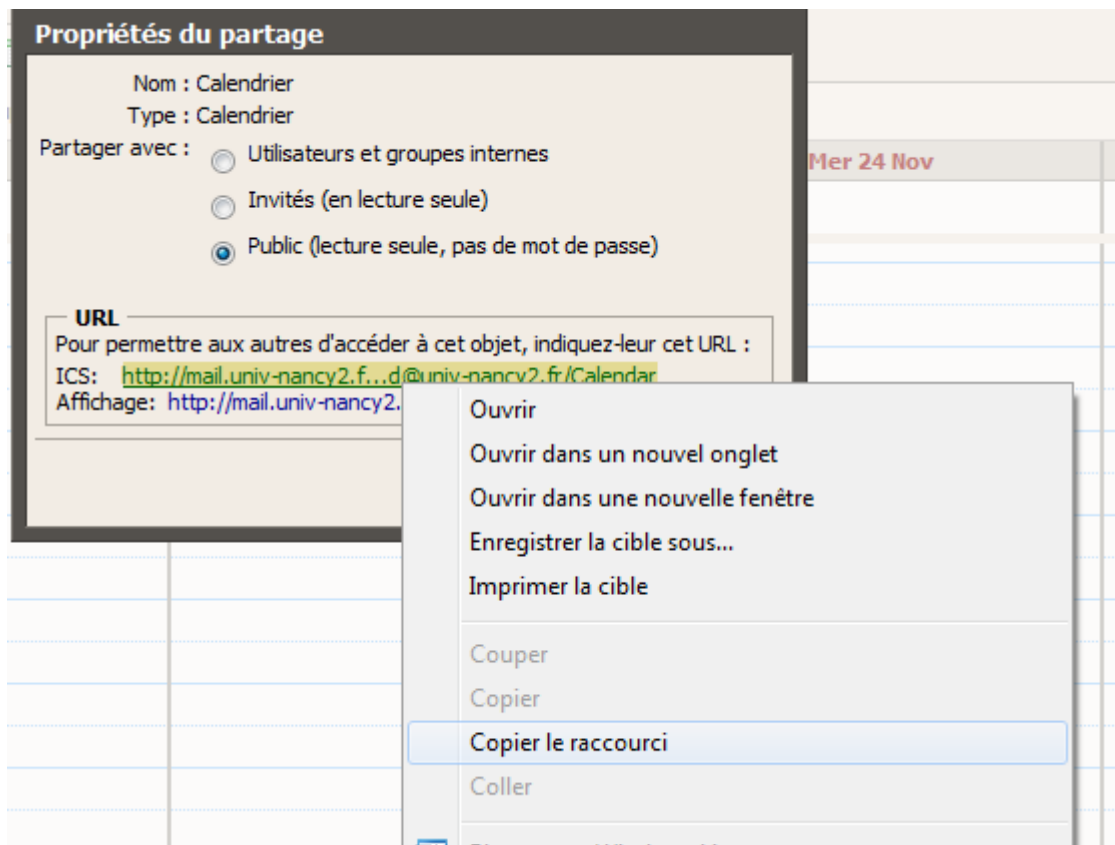 Propriétés du partage
Nom : Calendrier
Type : Calendrier
Partager avec :
Utilisateurs et groupes internes
Invités (en lecture seule)
Public (lecture seule, pas de mot de passe)
Mer 24 Nov
URL
Pour permettre aux autres d'accéder à cet objet, indiquez-leur cet URL :
ICS: http://mail.univ-nancy2.f...d@univ-nancy2.fr/Calendar
Affichage: http://mail.univ-nancy2.
Ouvrir
Ouvrir dans un nouvel onglet
Ouvrir dans une nouvelle fenêtre
Enregistrer la cible sous...
Imprimer la cible
Couper
Copier
Copier le raccourci
Coller